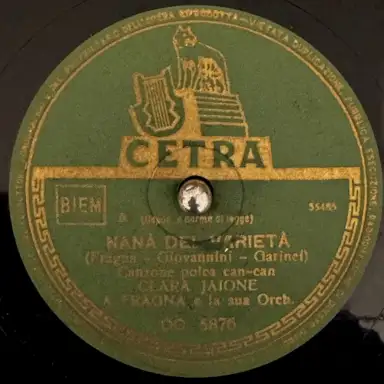 CETRA
BIEM
B.
55485
(Depos. a norma di legge)
NANÀ DEL VARIETÀ
(Fragna - Giovannini - Garinei)
Canzone polca can-can
CLARA JAIONE
A. FRAGNA e la sua Orch.
DC 5876